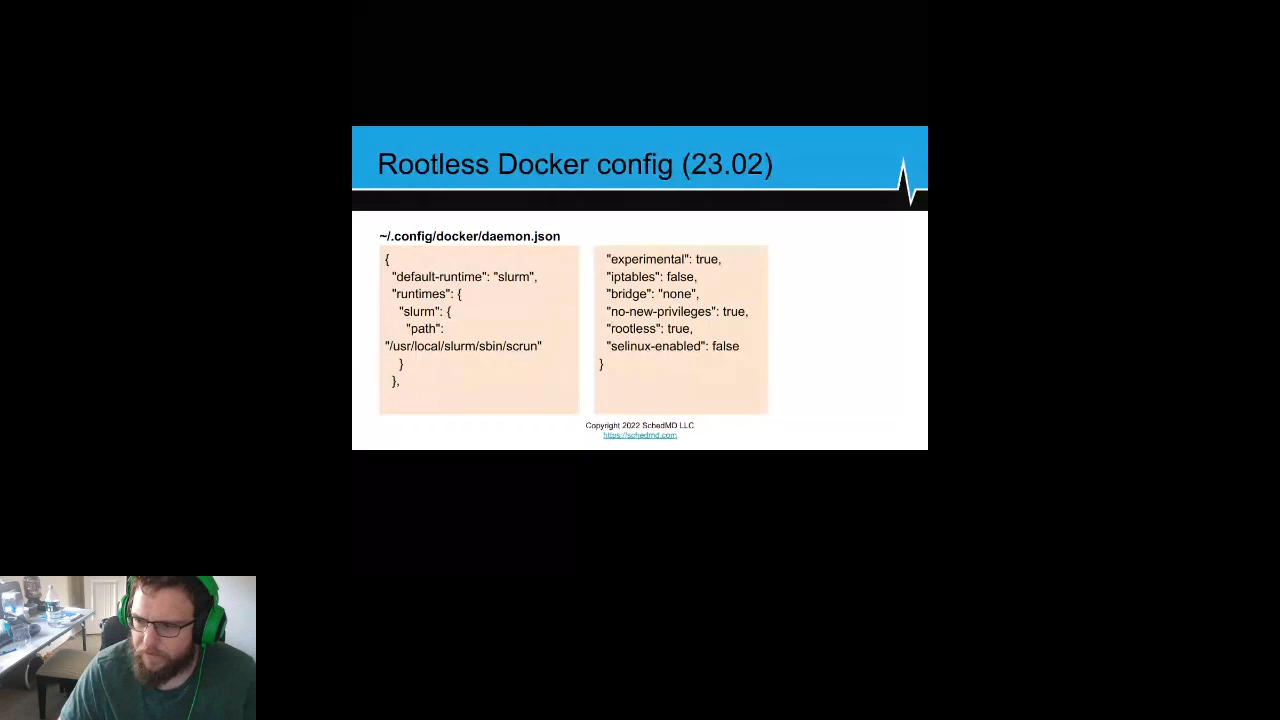 Rootless Docker config (23.02)
~/.config/docker/daemon.json
{
"default-runtime": "slurm",
"runtimes": {
"slurm": {
"path":
"/usr/local/slurm/sbin/scrun"
}
},
"experimental": true,
"iptables": false,
"bridge": "none",
"no-new-privileges": true,
"rootless": true,
"selinux-enabled": false
}
Copyright 2022 SchedMD LLC
https://schedmd.com